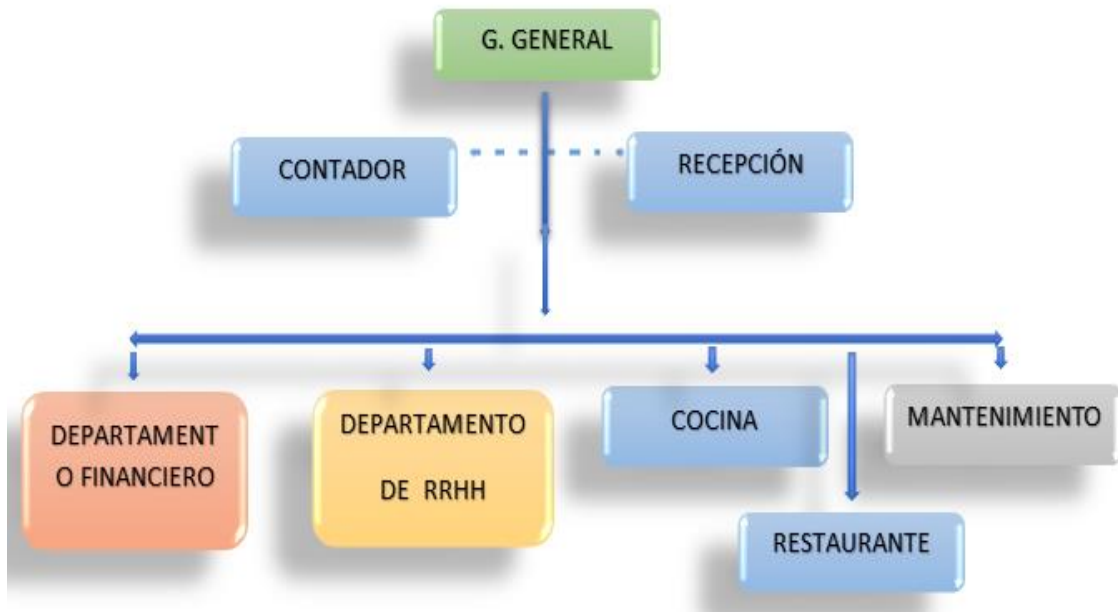 G. GENERAL
CONTADOR
RECEPCIÓN
DEPARTAMENT
O FINANCIERO
DEPARTAMENTO
DE RRHH
COCINA
MANTENIMIENTO
RESTAURANTE